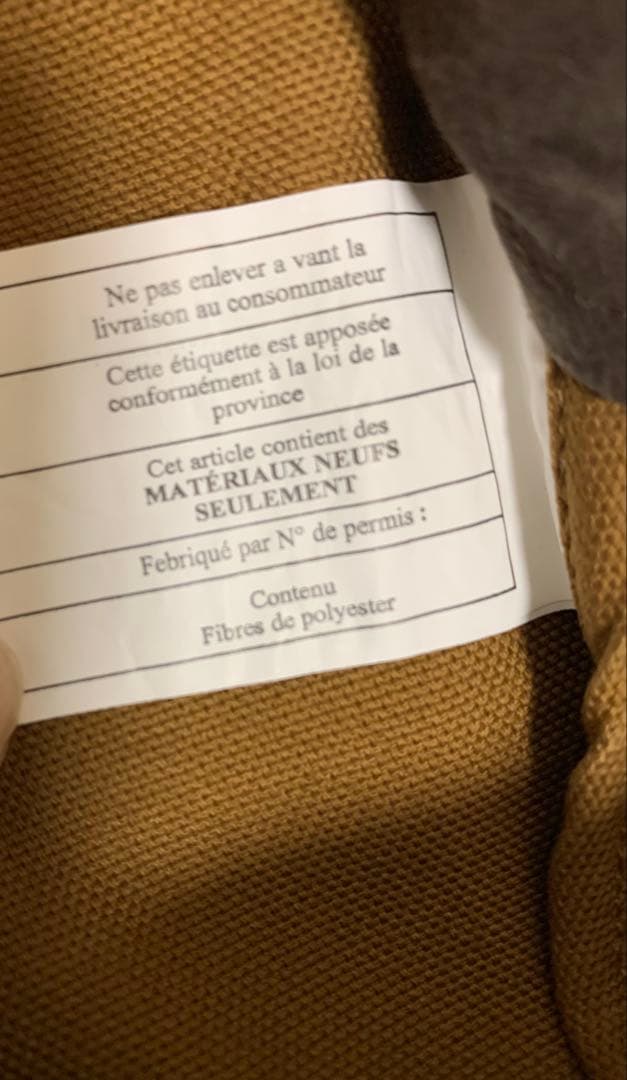 Ne pas enlever a vant la
livraison au consommateur
Cette étiquette est apposée
conformément à la loi de la
province
Cet article contient des
MATÉRIAUX NEUFS
SEULEMENT
Febriqué par N° de permis :
Contenu
Fibres de polyester